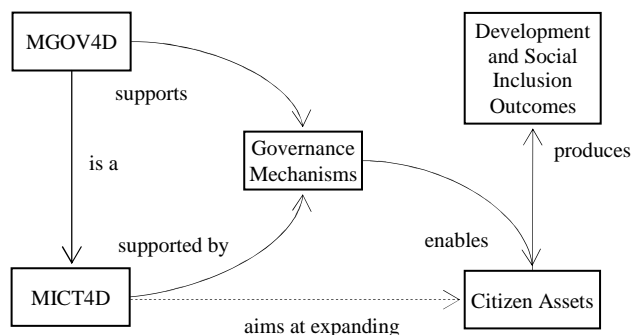 MGOV4D
supports
Development
and Social
Inclusion
Outcomes
Governance
Mechanisms
produces
is a
supported by
enables
MICT4D
Citizen Assets
aims at expanding